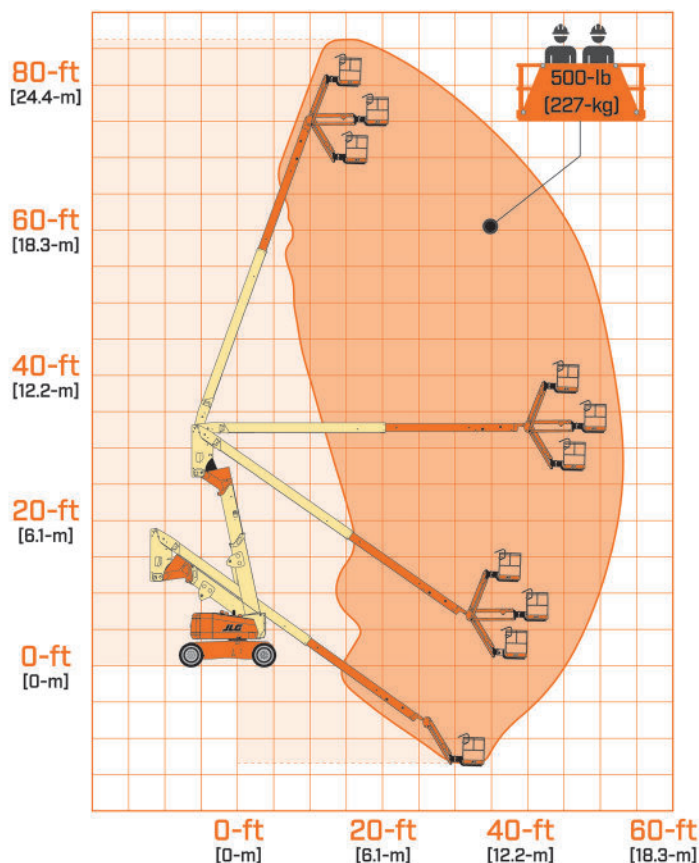 80-ft
[24.4-m]
500-lb
(227-kg)
60-ft
[18.3-m]
40-ft
[12.2-m]
20-ft
[6.1-m]
JLG
0-ft
[0-m]
0-ft
[0-m]
20-ft
[6.1-m]
40-ft
[12.2-m]
60-ft
[18.3-m]